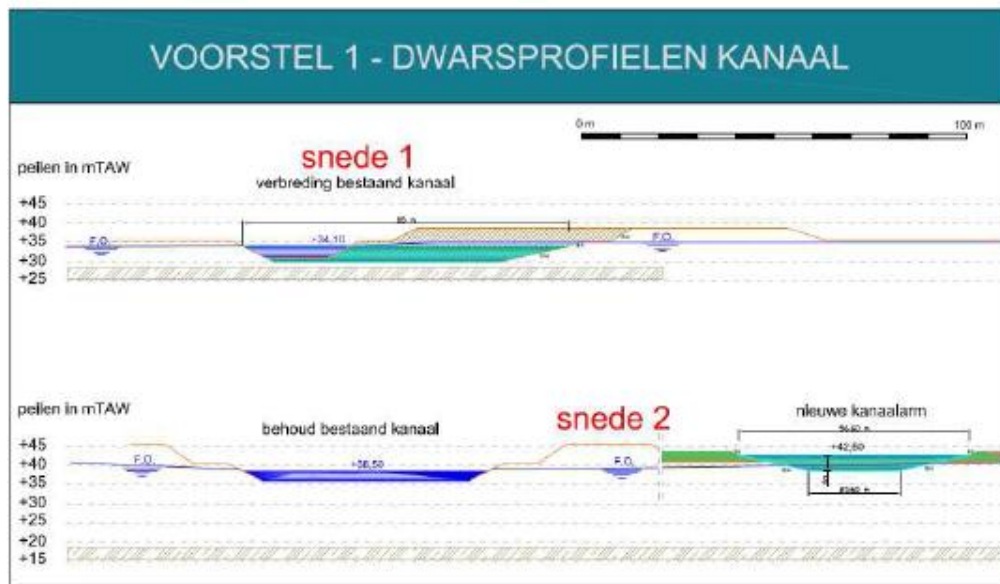 VOORSTEL 1 - DWARSPROFIELEN KANAAL
0 m 100 m
snede 1
peilen in mTAW
verbreding bestaand kanaal
+45
+40
+35
+30
+25
F.O.
+34,10
F.O.
peilen in mTAW
snede 2
behoud bestaand kanaal
nieuwe kanaalarm
+45
+40
+35
+30
+25
+20
+15
F.O.
+38,50
F.O.
+42,80